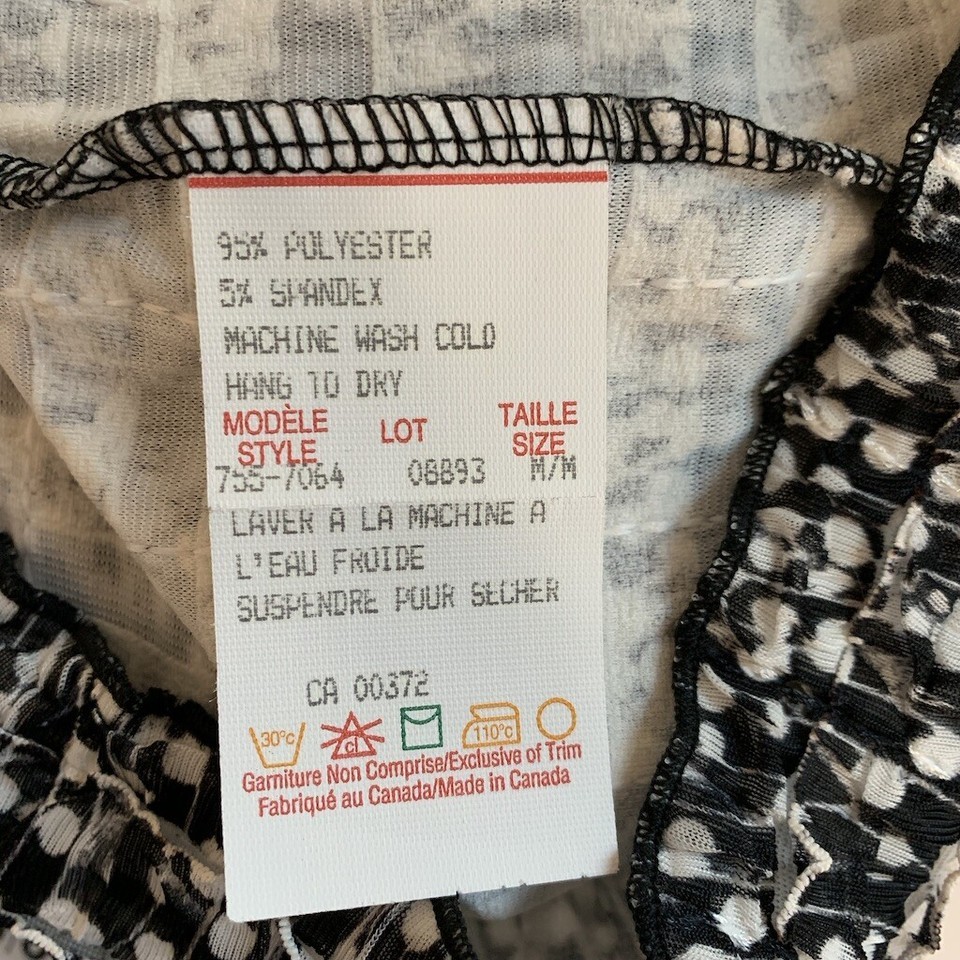 95% POLYESTER
5% SPANDEX
MACHINE WASH COLD
HANG TO DRY
MODÈLE LOT TAILLE
STYLE SIZE
755-7064 08893 M/M
LAVER A LA MACHINE A
L'EAU FROIDE
SUSPENDRE POUR SECHER
CA 00372
30°c cl 110°c
Garniture Non Comprise/Exclusive of Trim
Fabriqué au Canada/Made in Canada